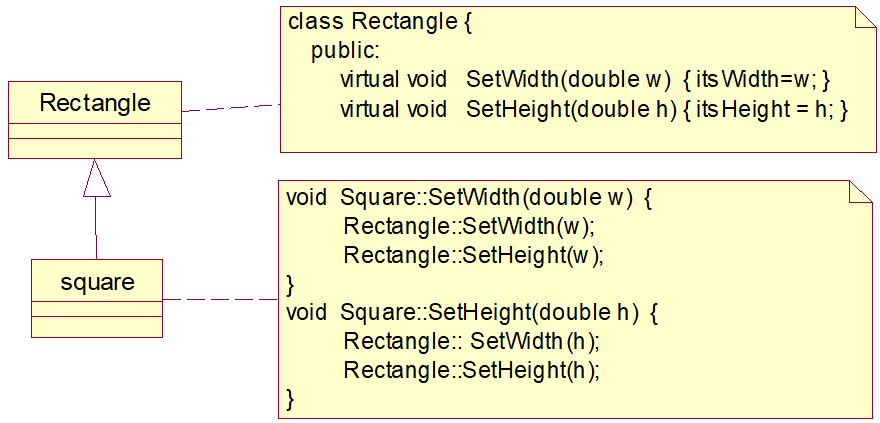 class Rectangle {
public:
virtual void SetWidth(double w) { itsWidth=w; }
virtual void SetHeight(double h) { itsHeight = h; }
Rectangle
void Square::SetWidth(double w) {
Rectangle::SetWidth(w);
Rectangle::SetHeight(w);
}
void Square::SetHeight(double h) {
Rectangle:: SetWidth(h);
Rectangle::SetHeight(h);
}
square